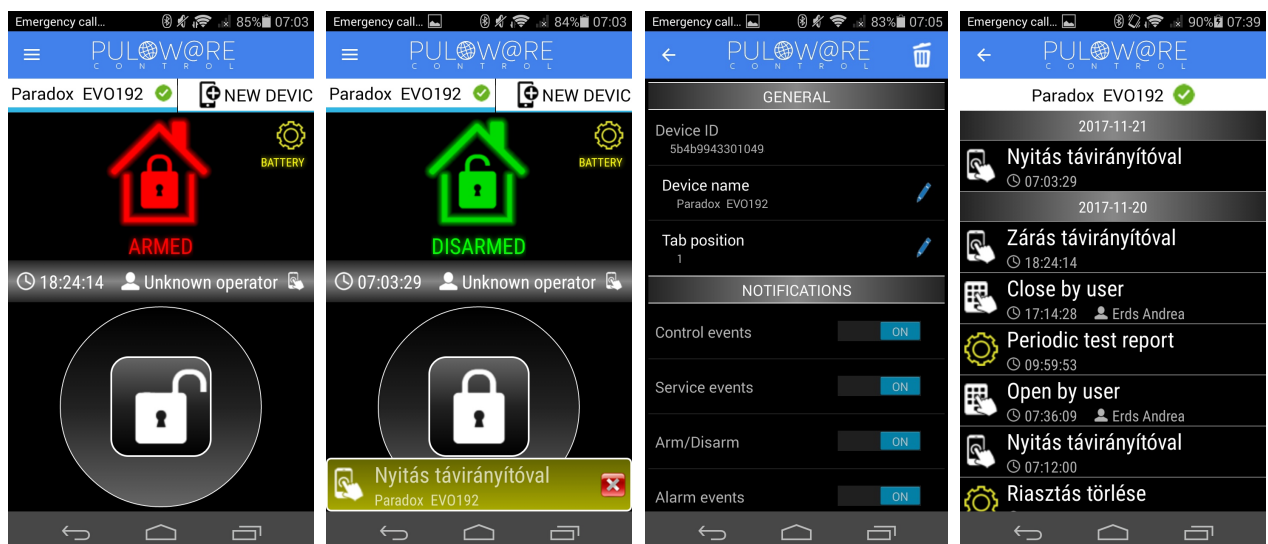 Emergency call... 85% 07:03
PULOW@RE
CONTROL
Paradox EVO192 NEW DEVIC
BATTERY
ARMED
18:24:14 Unknown operator
Emergency call... 84% 07:03
PULOW@RE
CONTROL
Paradox EVO192 NEW DEVIC
BATTERY
DISARMED
07:03:29 Unknown operator
Nyitás távirányítóval
Paradox EVO192
Emergency call... 83% 07:05
PULOW@RE
CONTROL
GENERAL
Device ID
5b4b9943301049
Device name
Paradox EVO192
Tab position
1
NOTIFICATIONS
Control events ON
Service events ON
Arm/Disarm ON
Alarm events ON
Emergency call... 90% 07:39
PULOW@RE
CONTROL
Paradox EVO192
2017-11-21
Nyitás távirányítóval
07:03:29
2017-11-20
Zárás távirányítóval
18:24:14
Close by user
17:14:28 Erds Andrea
Periodic test report
09:59:53
Open by user
07:36:09 Erds Andrea
Nyitás távirányítóval
07:12:00
Riasztás törlése